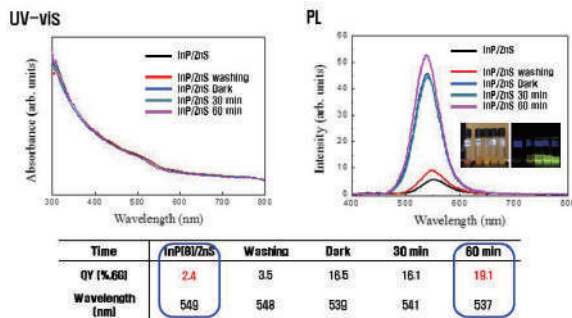 UV-vis
PL
Absorbance (arb. units)
InP/ZnS
InP/ZnS washing
InP/ZnS Dark
InP/ZnS 30 min
InP/ZnS 60 min
300 400 500 600 700 800
Wavelength (nm)
Intensity (arb. units)
60
50
40
30
20
10
0
InP/ZnS
InP/ZnS washing
InP/ZnS Dark
InP/ZnS 30 min
InP/ZnS 60 min
400 500 600 700 800
Wavelength (nm)
Time InP(8)/ZnS Washing Dark 30 min 60 min
QY (%.6G) 2.4 3.5 16.5 16.1 19.1
Wavelength (nm) 549 548 539 541 537